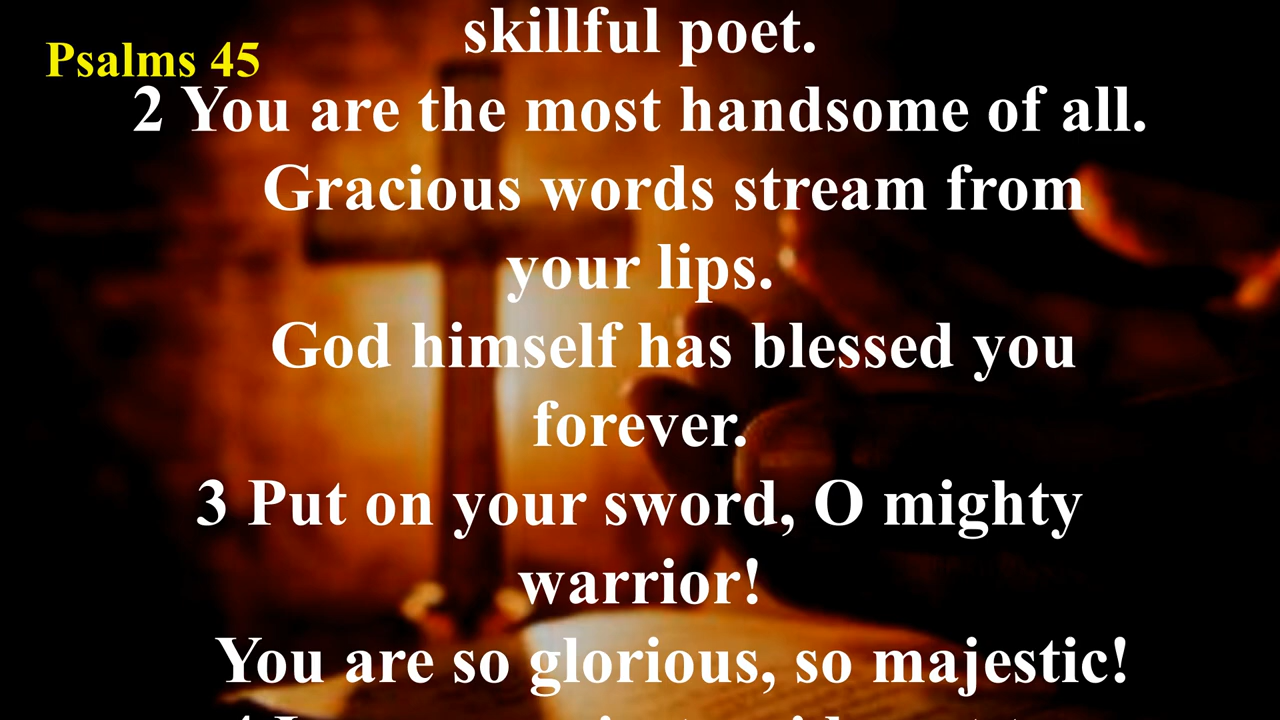 skillful poet.
Psalms 45
2 You are the most handsome of all.
Gracious words stream from
your lips.
God himself has blessed you
forever.
3 Put on your sword, O mighty
warrior!
You are so glorious, so majestic!